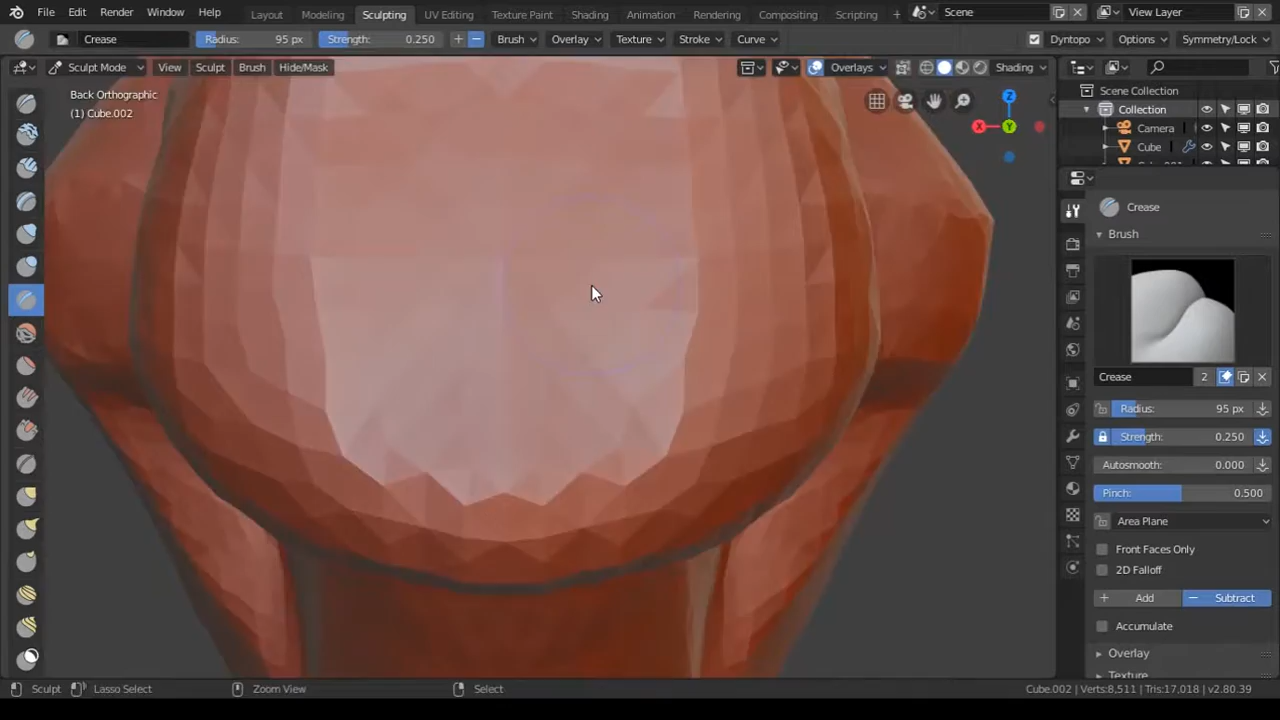 File Edit Render Window Help Layout Modeling Sculpting UV Editing Texture Paint Shading Animation Rendering Compositing Scripting + Scene View Layer
Crease Radius: 95 px Strength: 0.250 Brush Overlay Texture Stroke Curve Dyntopo Options Symmetry/Lock
Sculpt Mode View Sculpt Brush Hide/Mask Overlays Shading
Back Orthographic
(1) Cube.002
Z
X Y
Scene Collection
Collection
Camera
Cube
Crease
Brush
Crease 2
Radius: 95 px
Strength: 0.250
Autosmooth: 0.000
Pinch: 0.500
Area Plane
Front Faces Only
2D Falloff
Add Subtract
Accumulate
Overlay
Sculpt Lasso Select Zoom View Select Cube.002 | Verts:8,511 | Tris:17,018 | v2.80.39